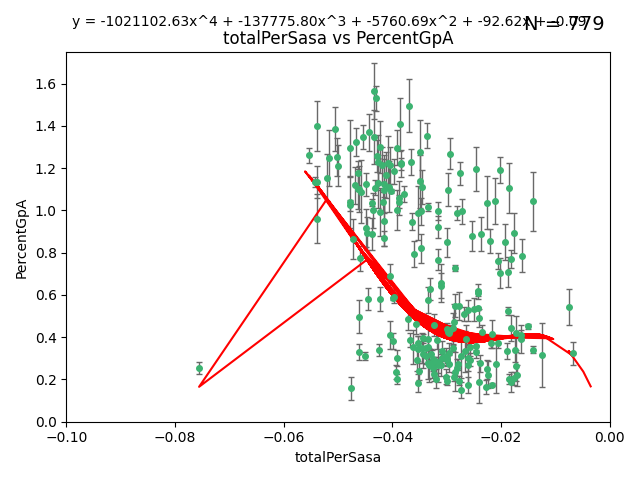 y = -1021102.63x^4 + -137775.80x^3 + -5760.69x^2 + -92.62x + -0.09
N = 779
totalPerSasa vs PercentGpA
PercentGpA
1.6
1.4
1.2
1.0
0.8
0.6
0.4
0.2
0.0
-0.10 -0.08 -0.06 -0.04 -0.02 0.00
totalPerSasa